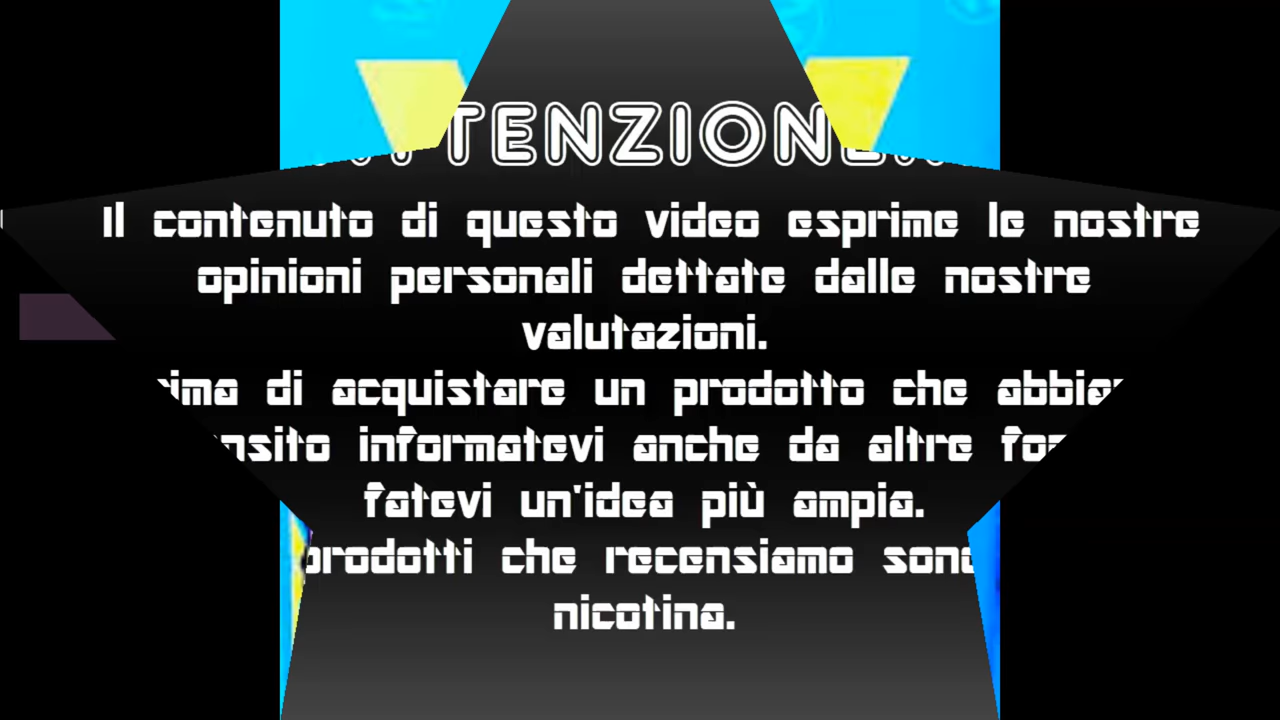 Il contenuto di questo video esprime le nostre
opinioni personali dettate dalle nostre
valutazioni.
di acquistare un prodotto che
informatevi anche da altre
fatevi un'idea più ampia.
prodotti che recensiamo
nicotina.